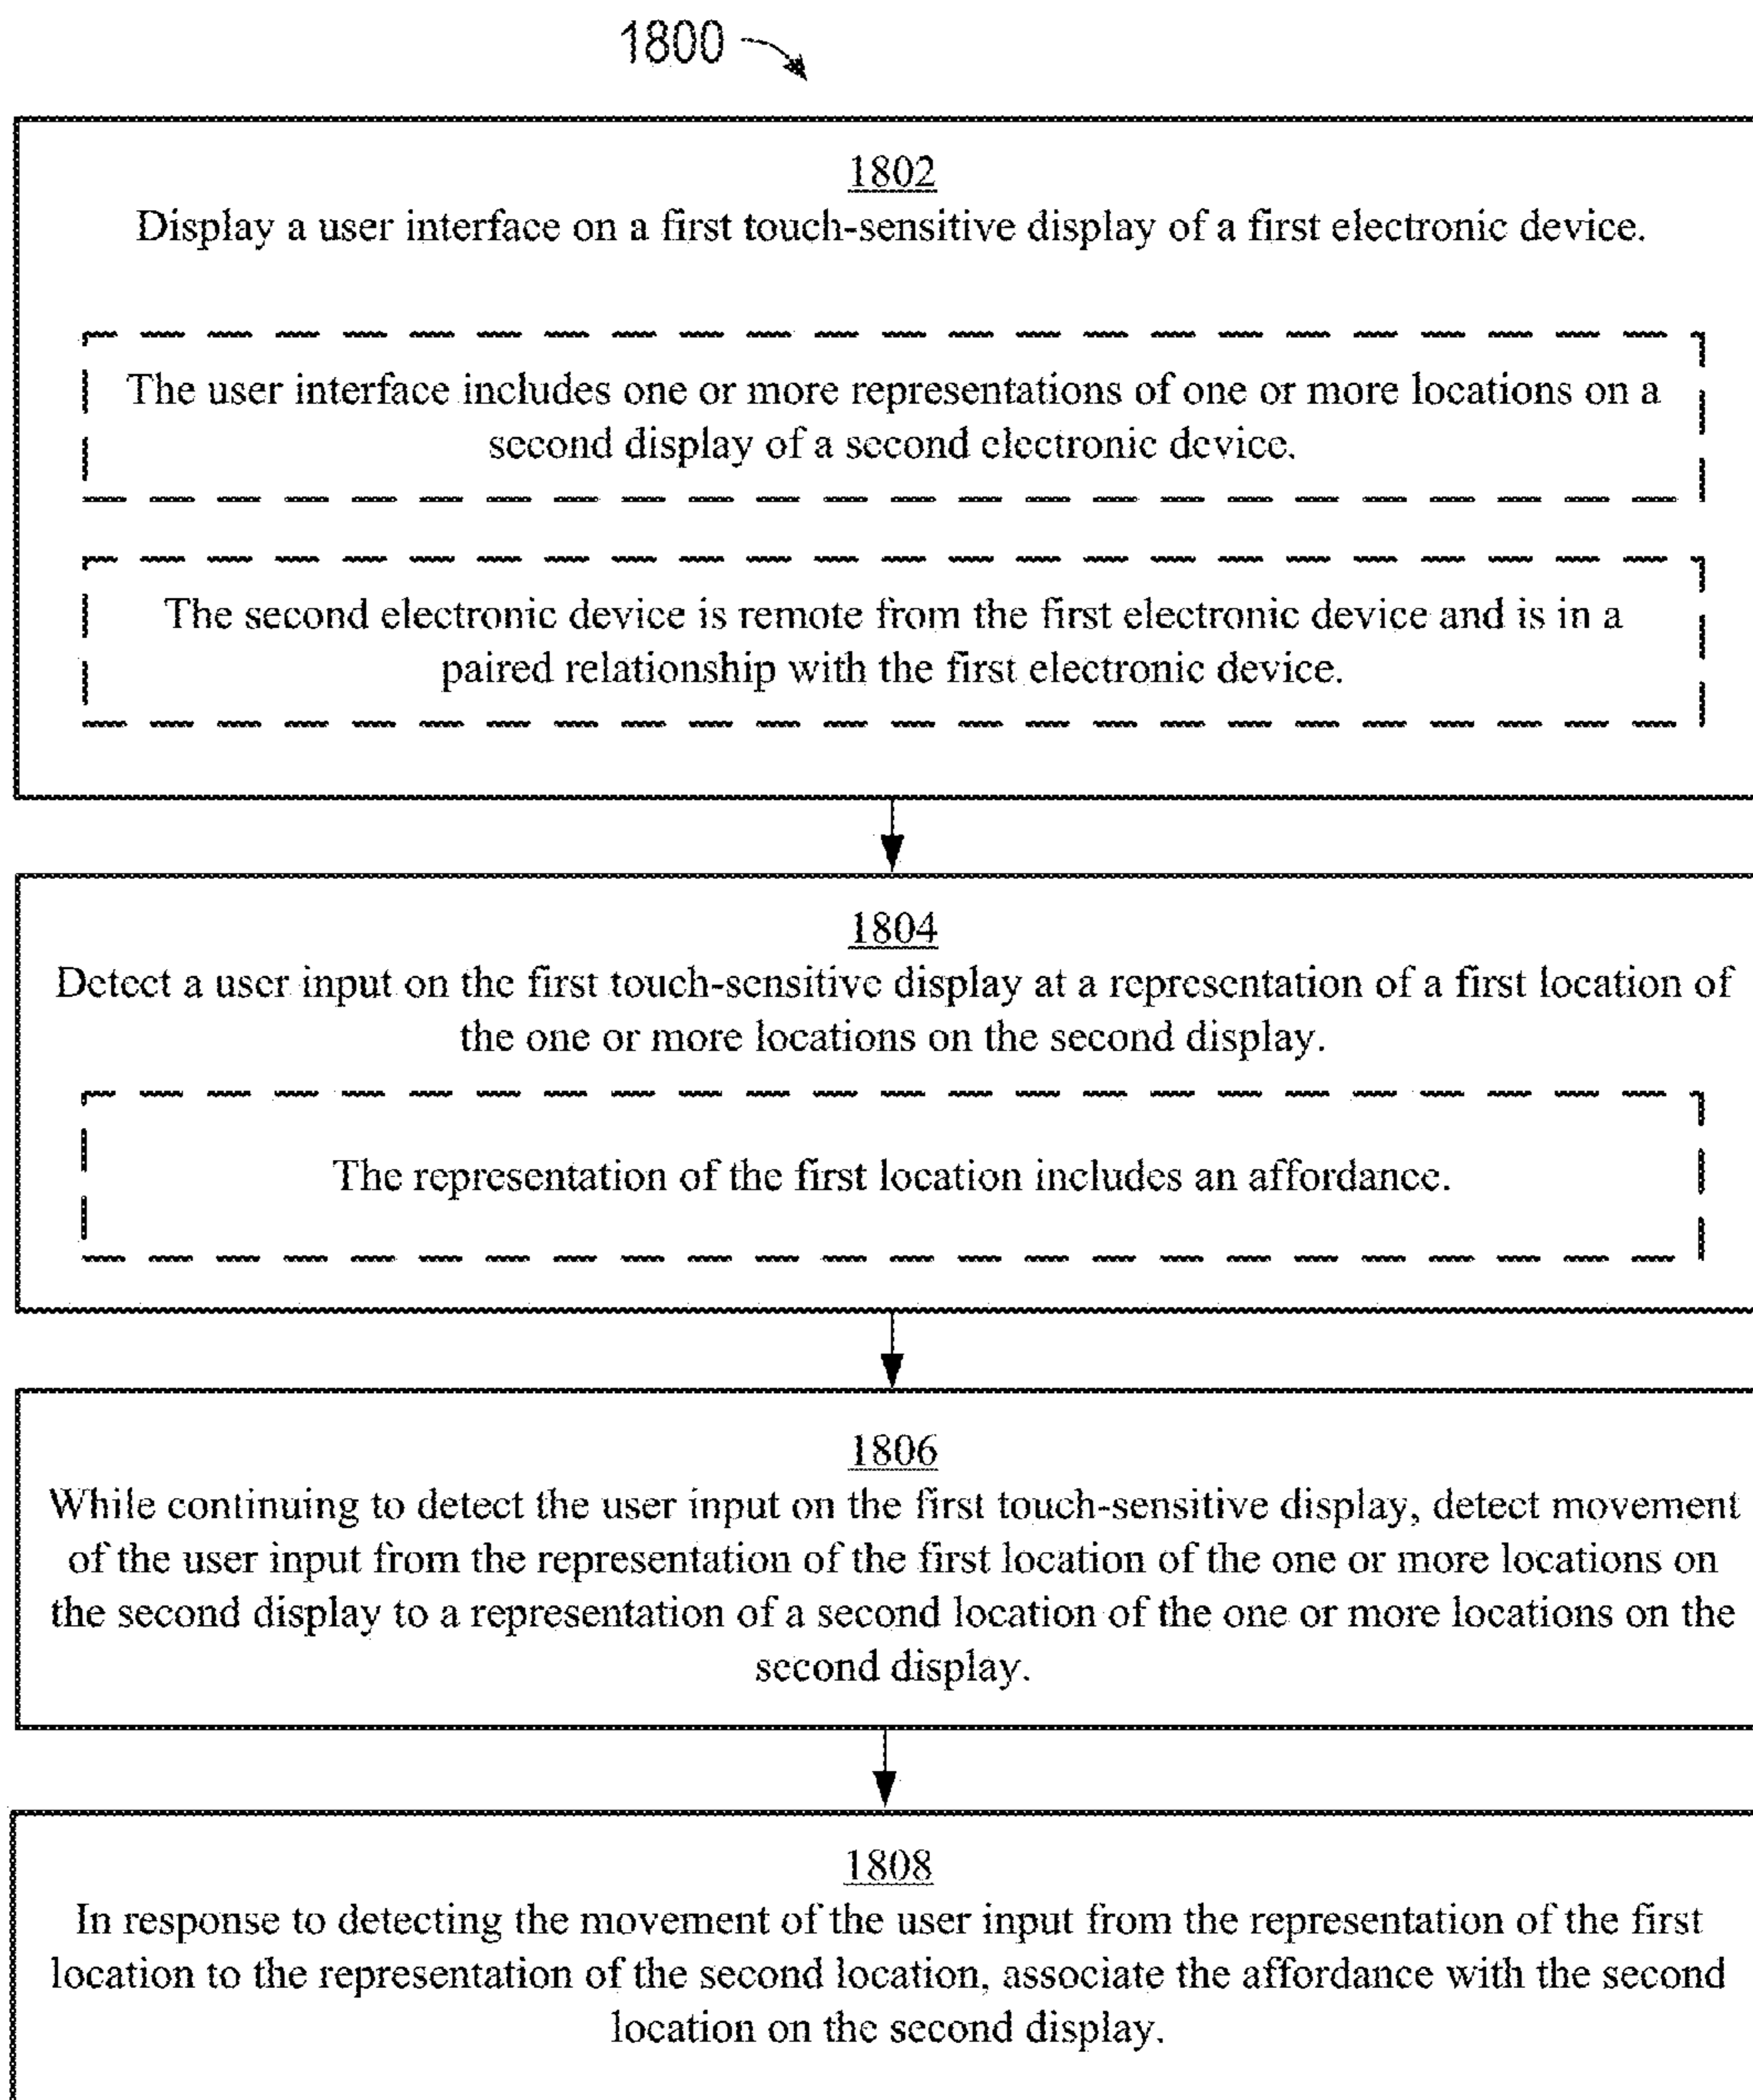 1800
1802
Display a user interface on a first touch-sensitive display of a first electronic device.
The user interface includes one or more representations of one or more locations on a
second display of a second electronic device.
The second electronic device is remote from the first electronic device and is in a
paired relationship with the first electronic device.
1804
Detect a user input on the first touch-sensitive display at a representation of a first location of
the one or more locations on the second display.
The representation of the first location includes an affordance.
1806
While continuing to detect the user input on the first touch-sensitive display, detect movement
of the user input from the representation of the first location of the one or more locations on
the second display to a representation of a second location of the one or more locations on the
second display.
1808
In response to detecting the movement of the user input from the representation of the first
location to the representation of the second location, associate the affordance with the second
location on the second display.